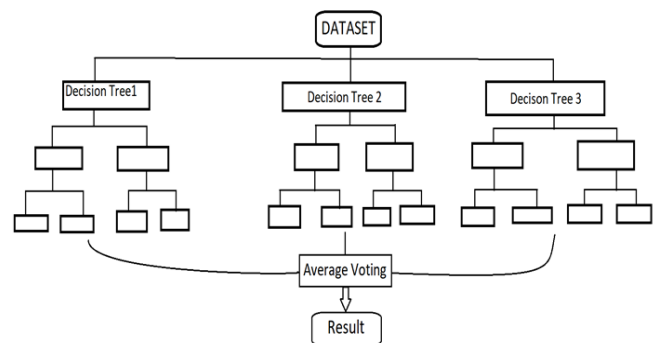 DATASET
Decision Tree1
Decision Tree 2
Decison Tree 3
Average Voting
Result